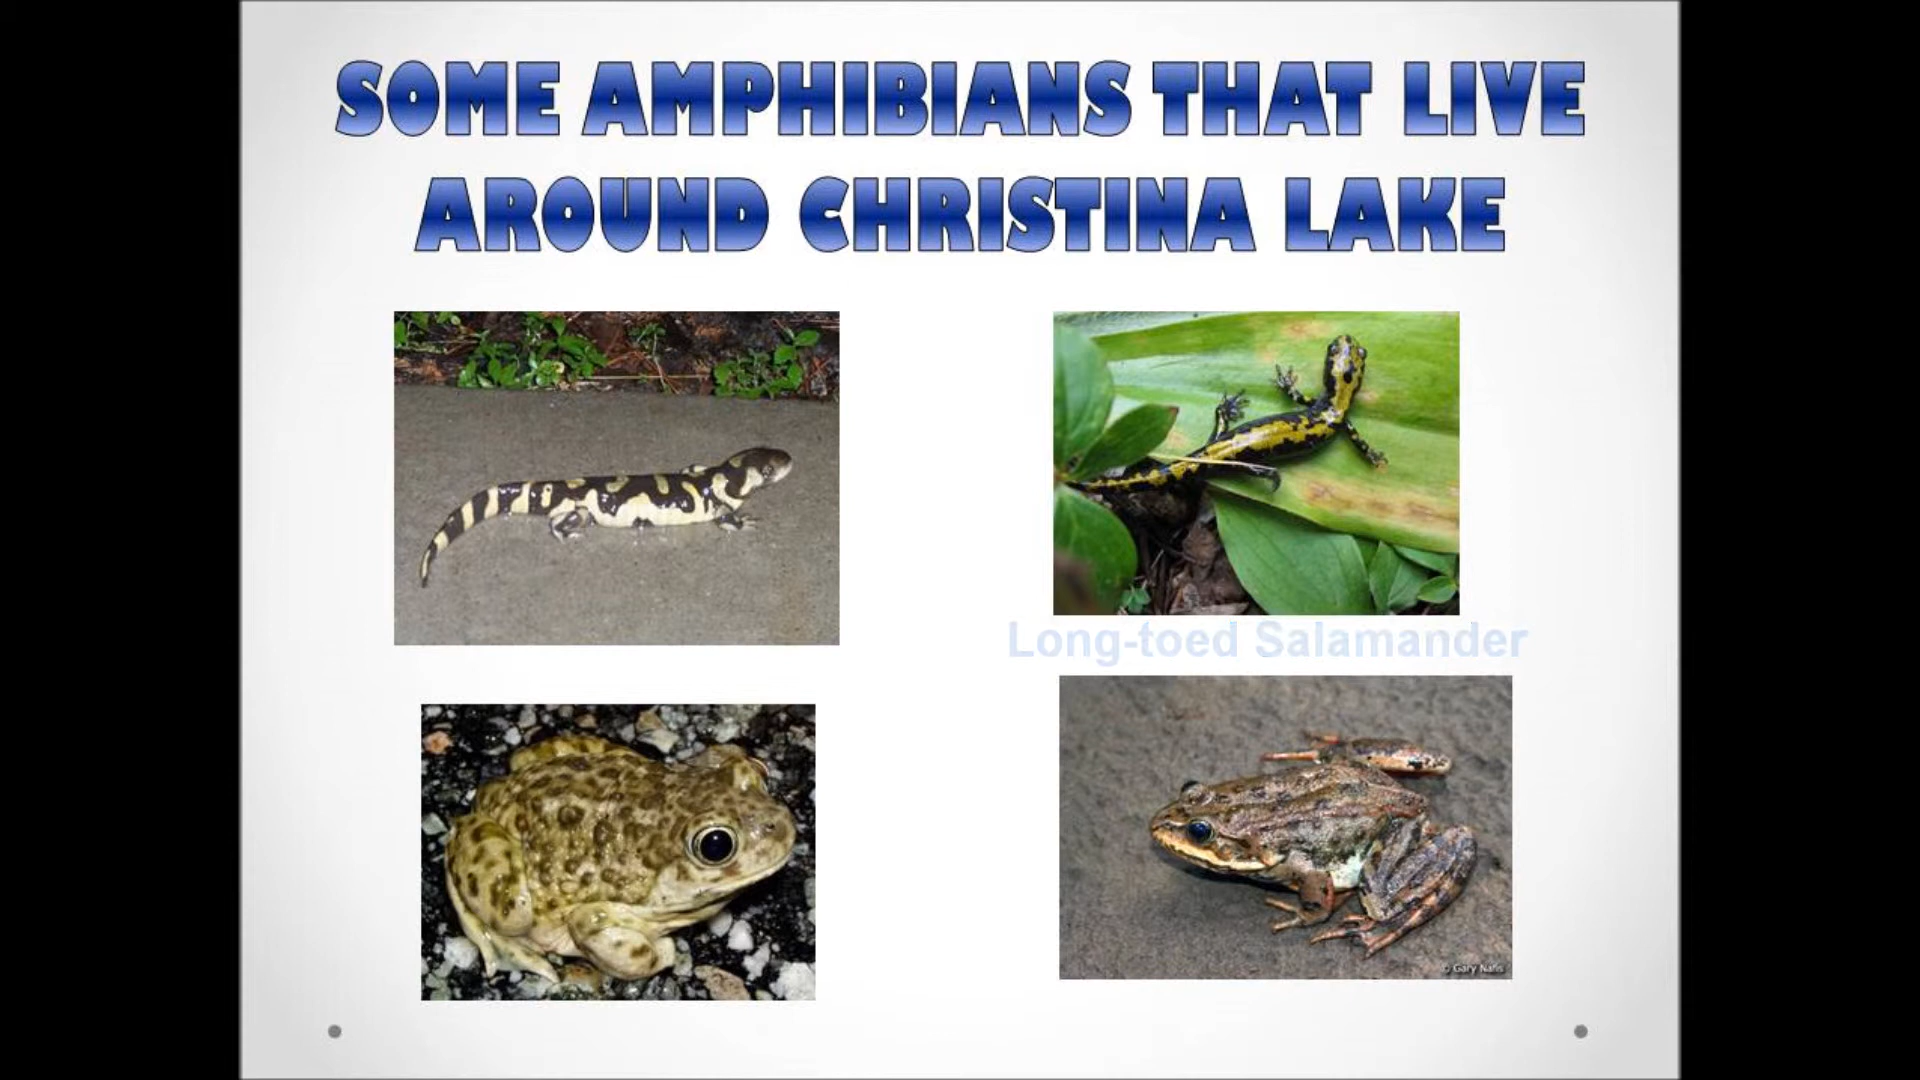 SOME AMPHIBIANS THAT LIVE
AROUND CHRISTINA LAKE
Long-toed Salamander
© Gary Nafis